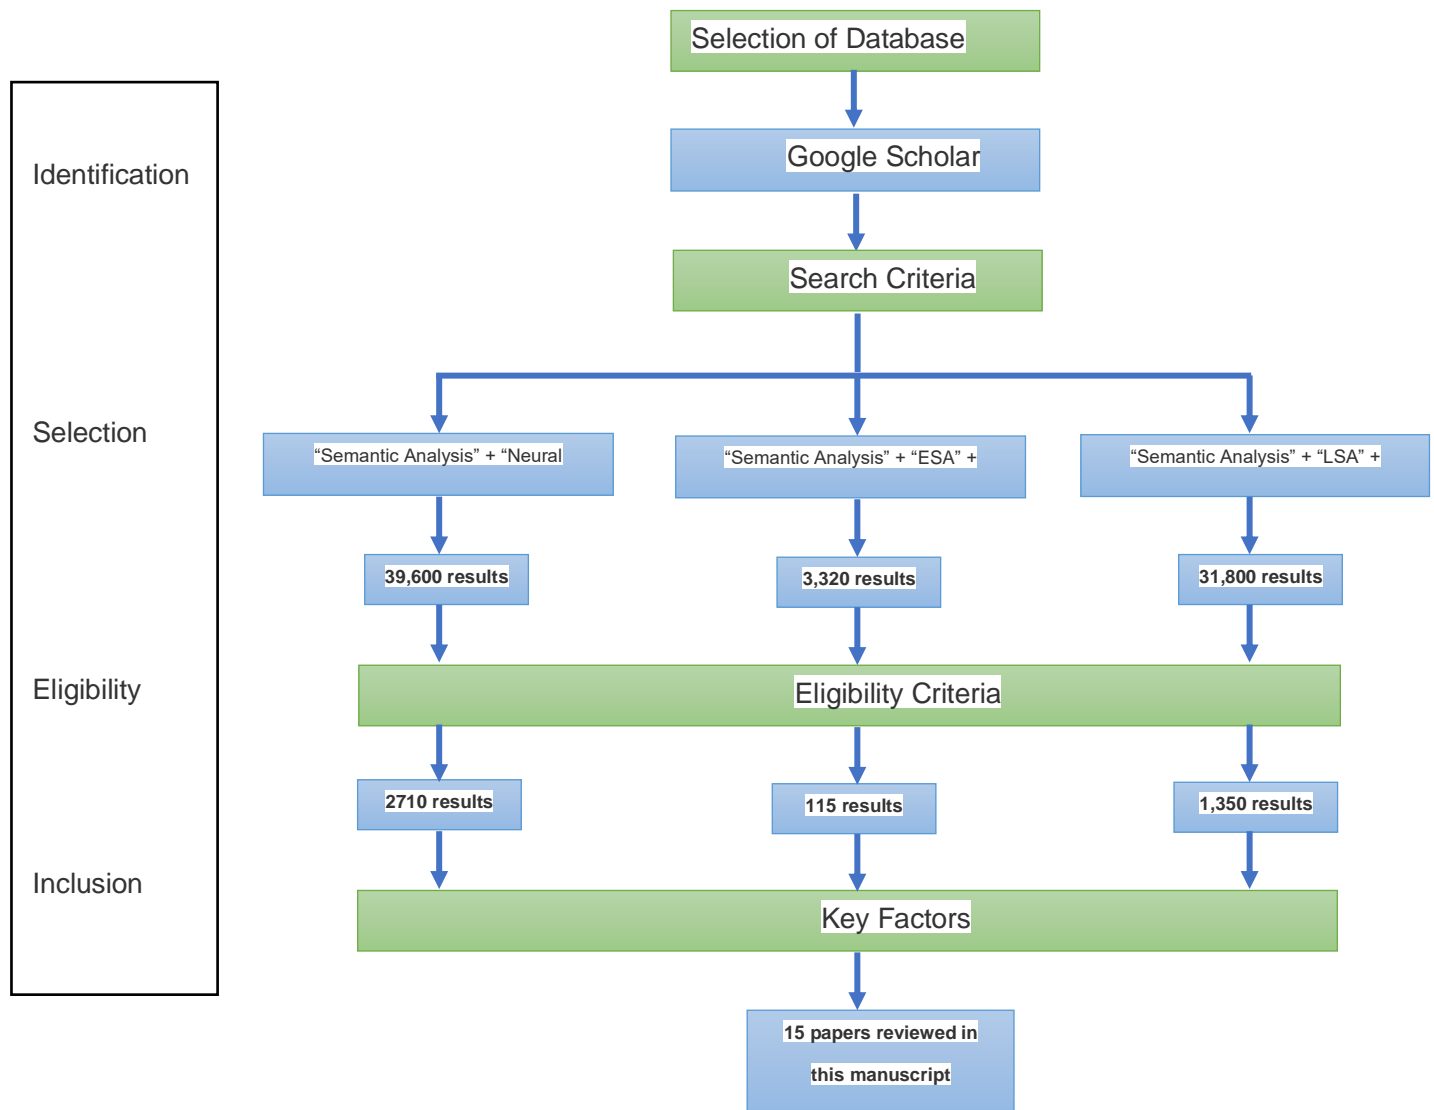 Selection of Database
Identification
Google Scholar
Search Criteria
Selection
“Semantic Analysis” + “Neural
“Semantic Analysis” + “ESA” +
“Semantic Analysis” + “LSA” +
39,600 results
3,320 results
31,800 results
Eligibility
Eligibility Criteria
2710 results
115 results
1,350 results
Inclusion
Key Factors
15 papers reviewed in
this manuscript